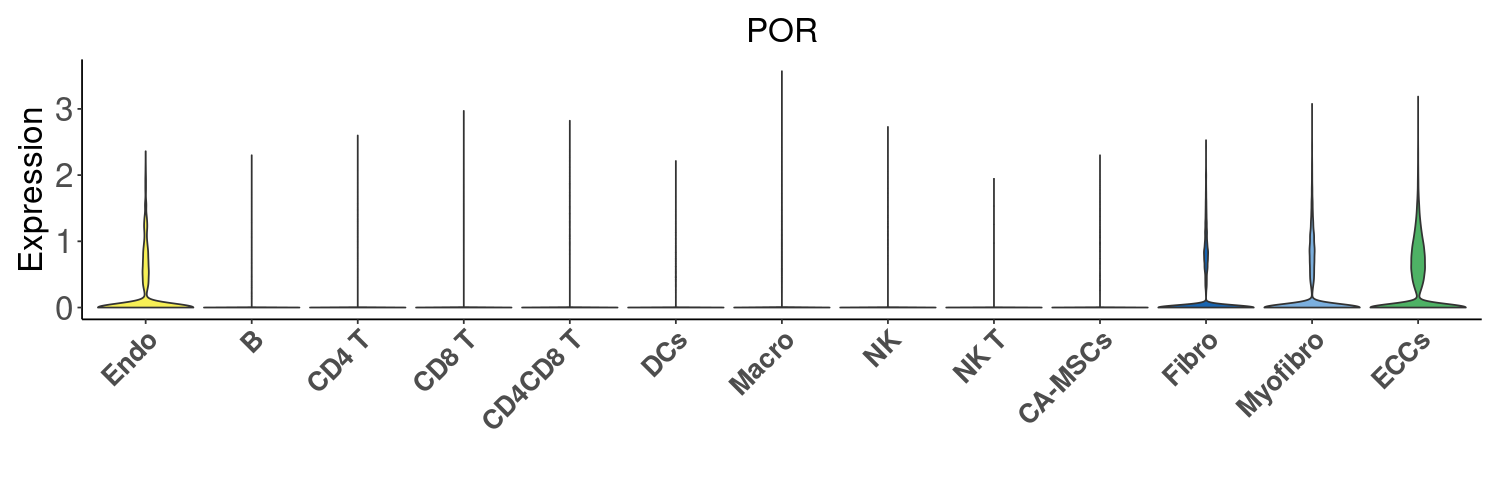 POR
Expression
3
2
1
0
Endo
B
CD4 T
CD8 T
CD4CD8 T
DCs
Macro
NK
NK T
CA-MSCs
Fibro
Myofibro
ECCs